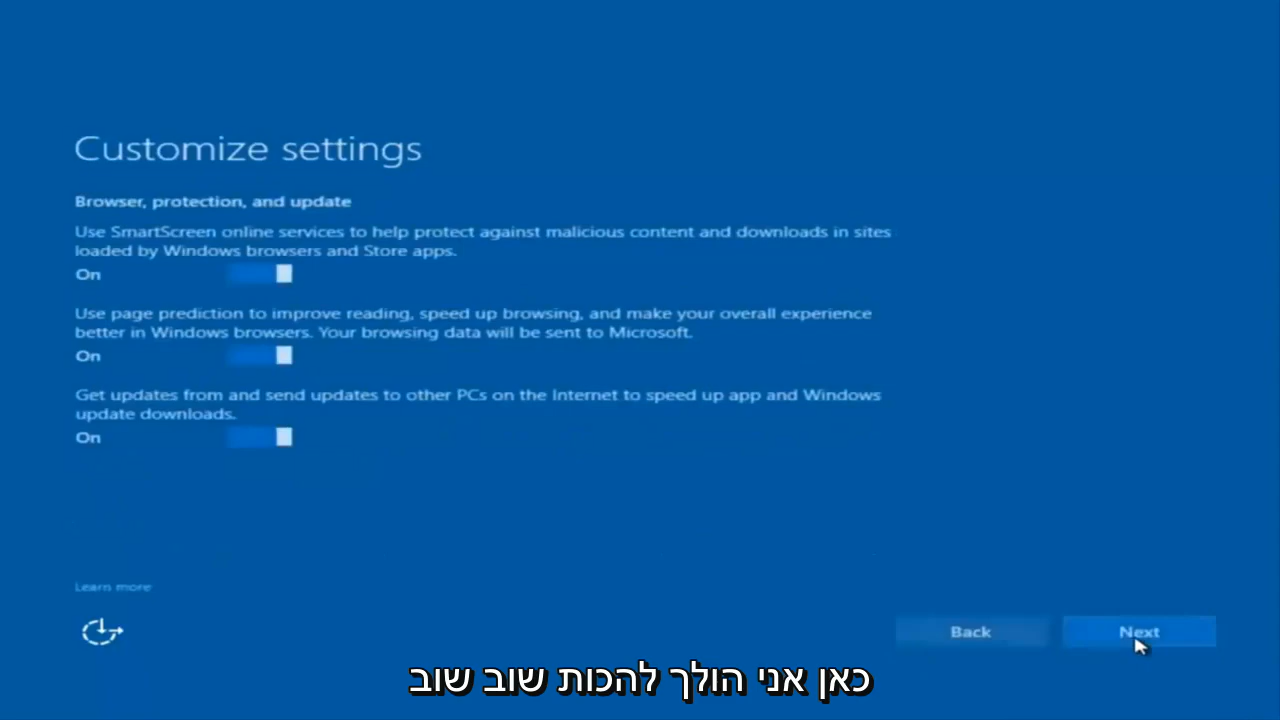 Customize settings
Browser, protection, and update
Use SmartScreen online services to help protect against malicious content and downloads in sites
loaded by Windows browsers and Store apps.
On
Use page prediction to improve reading, speed up browsing, and make your overall experience
better in Windows browsers. Your browsing data will be sent to Microsoft.
On
Get updates from and send updates to other PCs on the Internet to speed up app and Windows
update downloads.
On
Learn more
Back
Next
כאן אני הולך להכות שוב שוב